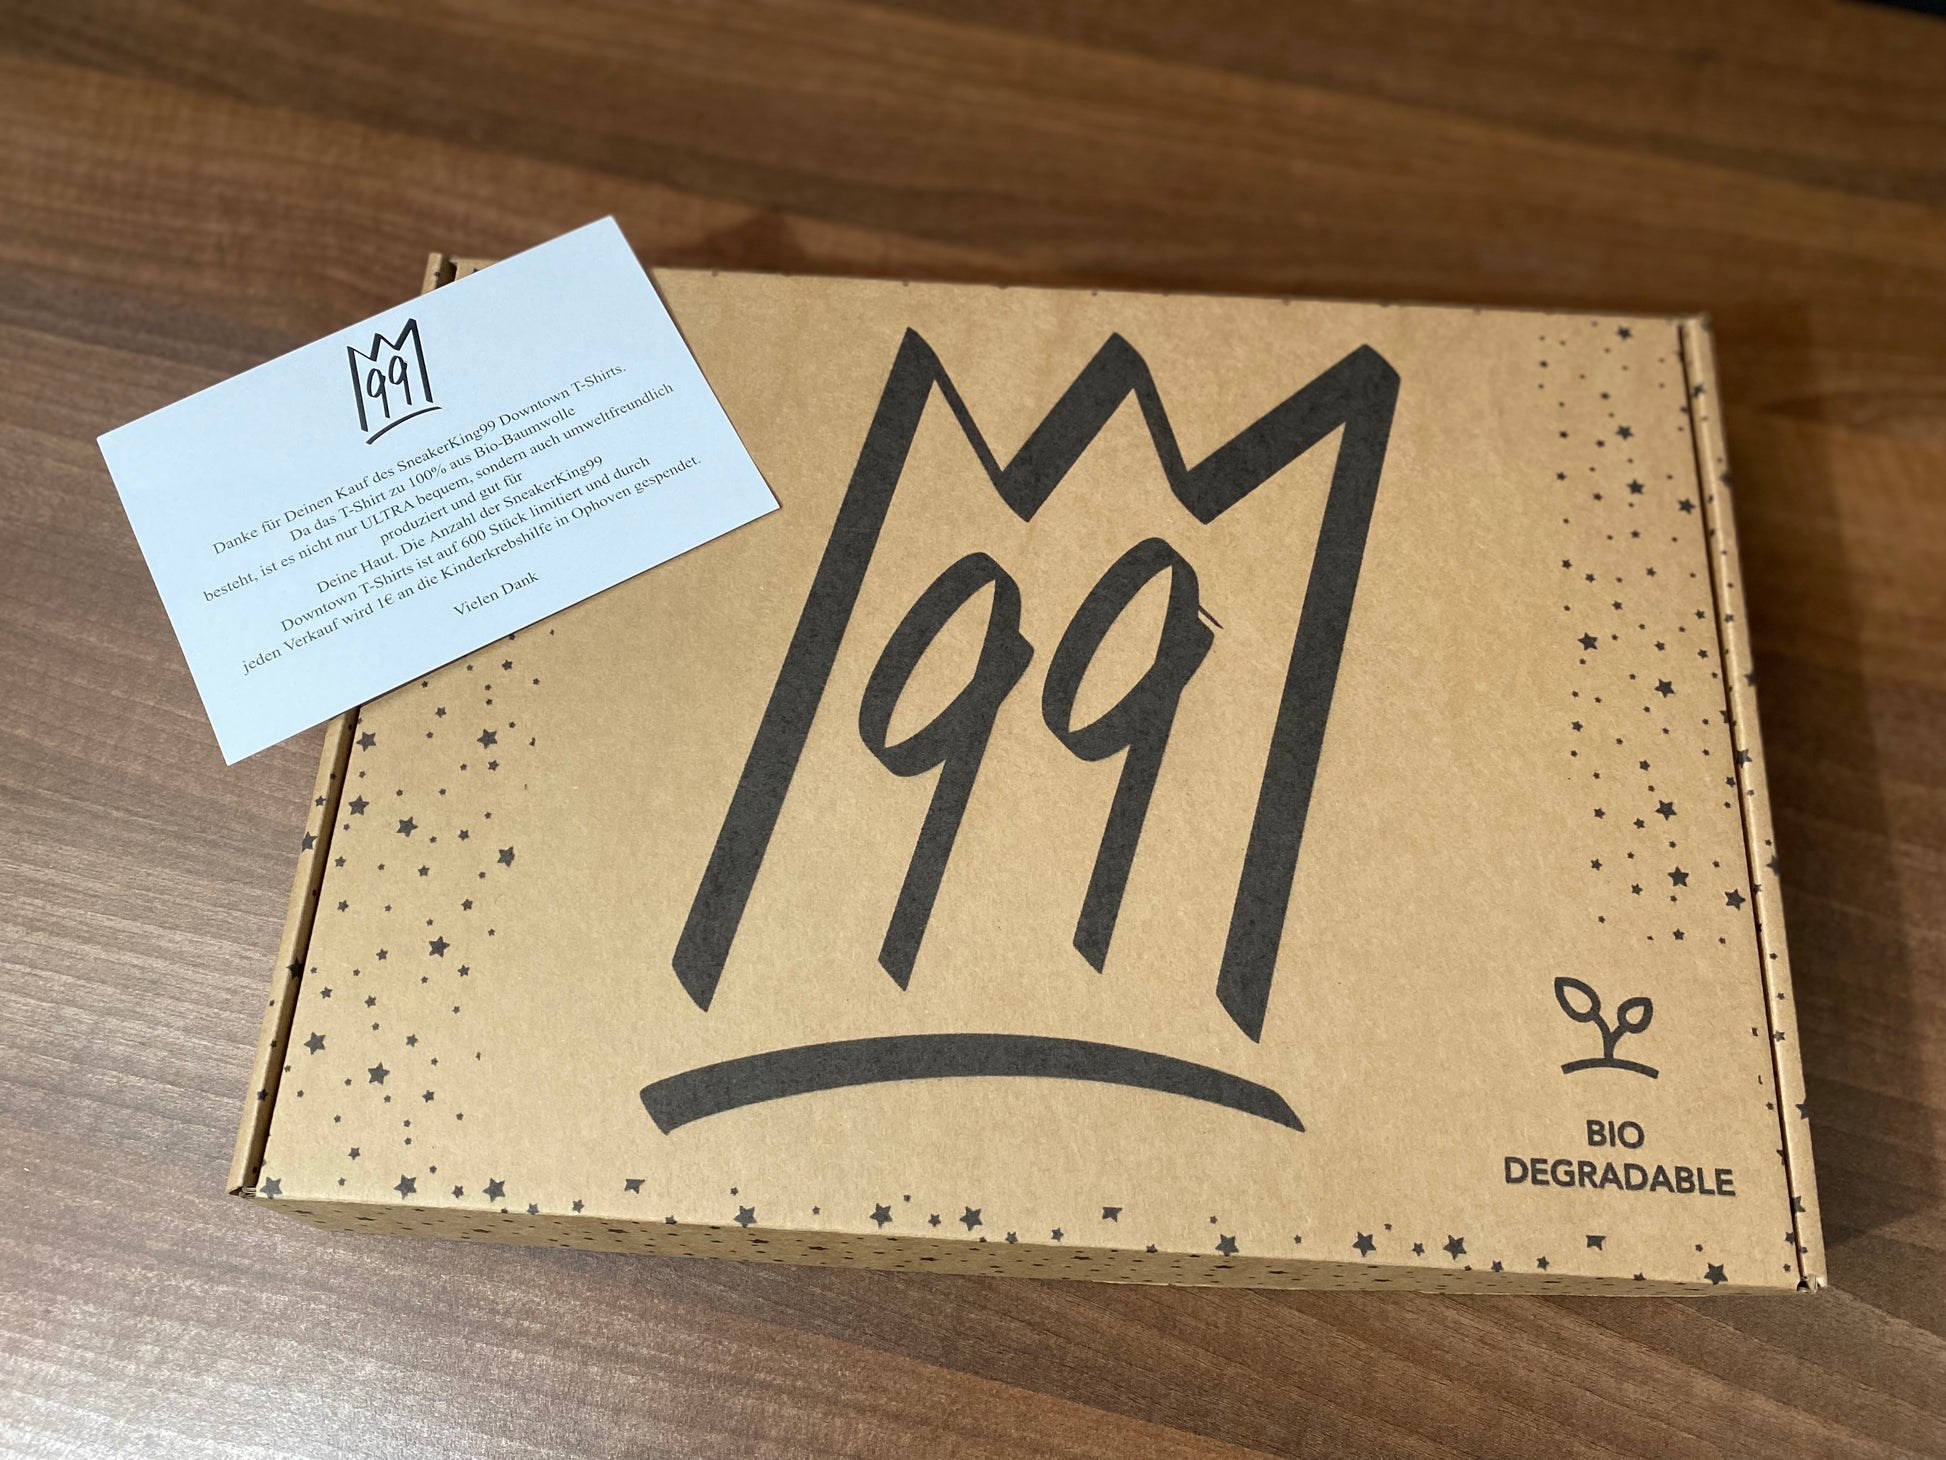 99
Danke für Deinen Kauf des SneakerKing99 Downtown T-Shirts.
Da das T-Shirt zu 100% aus Bio-Baumwolle
besteht, ist es nicht nur ULTRA bequem, sondern auch umweltfreundlich
produziert und gut für
Deine Haut. Die Anzahl der SneakerKing99
Downtown T-Shirts ist auf 600 Stück limitiert und durch
jeden Verkauf wird 1€ an die Kinderkrebshilfe in Ophoven gespendet.
Vielen Dank
99
BIO
DEGRADABLE